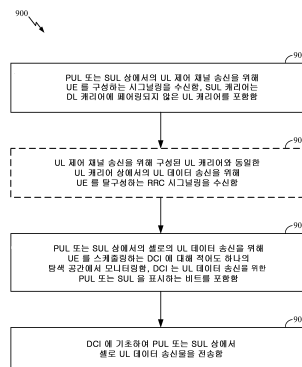 900
90
PUL 또는 SUL 상에서의 UL 제어 채널 송신을 위해
UE 를 구성하는 시그널링을 수신함, SUL 캐리어는
DL 캐리어에 페어링되지 않은 UL 캐리어를 포함함
90
UL 제어 채널 송신을 위해 구성된 UL 캐리어와 동일한
UL 캐리어 상에서의 UL 데이터 송신을 위해
UE 를 탈구성하는 RRC 시그널링을 수신함
90
PUL 또는 SUL 상에서의 셀로의 UL 데이터 송신을 위해
UE 를 스케줄링하는 DCI 에 대해 적어도 하나의
탐색 공간에서 모니터링함, DCI 는 UL 데이터 송신을 위한
PUL 또는 SUL 을 표시하는 비트를 포함함
90
DCI 에 기초하여 PUL 또는 SUL 상에서
셀로 UL 데이터 송신물을 전송함